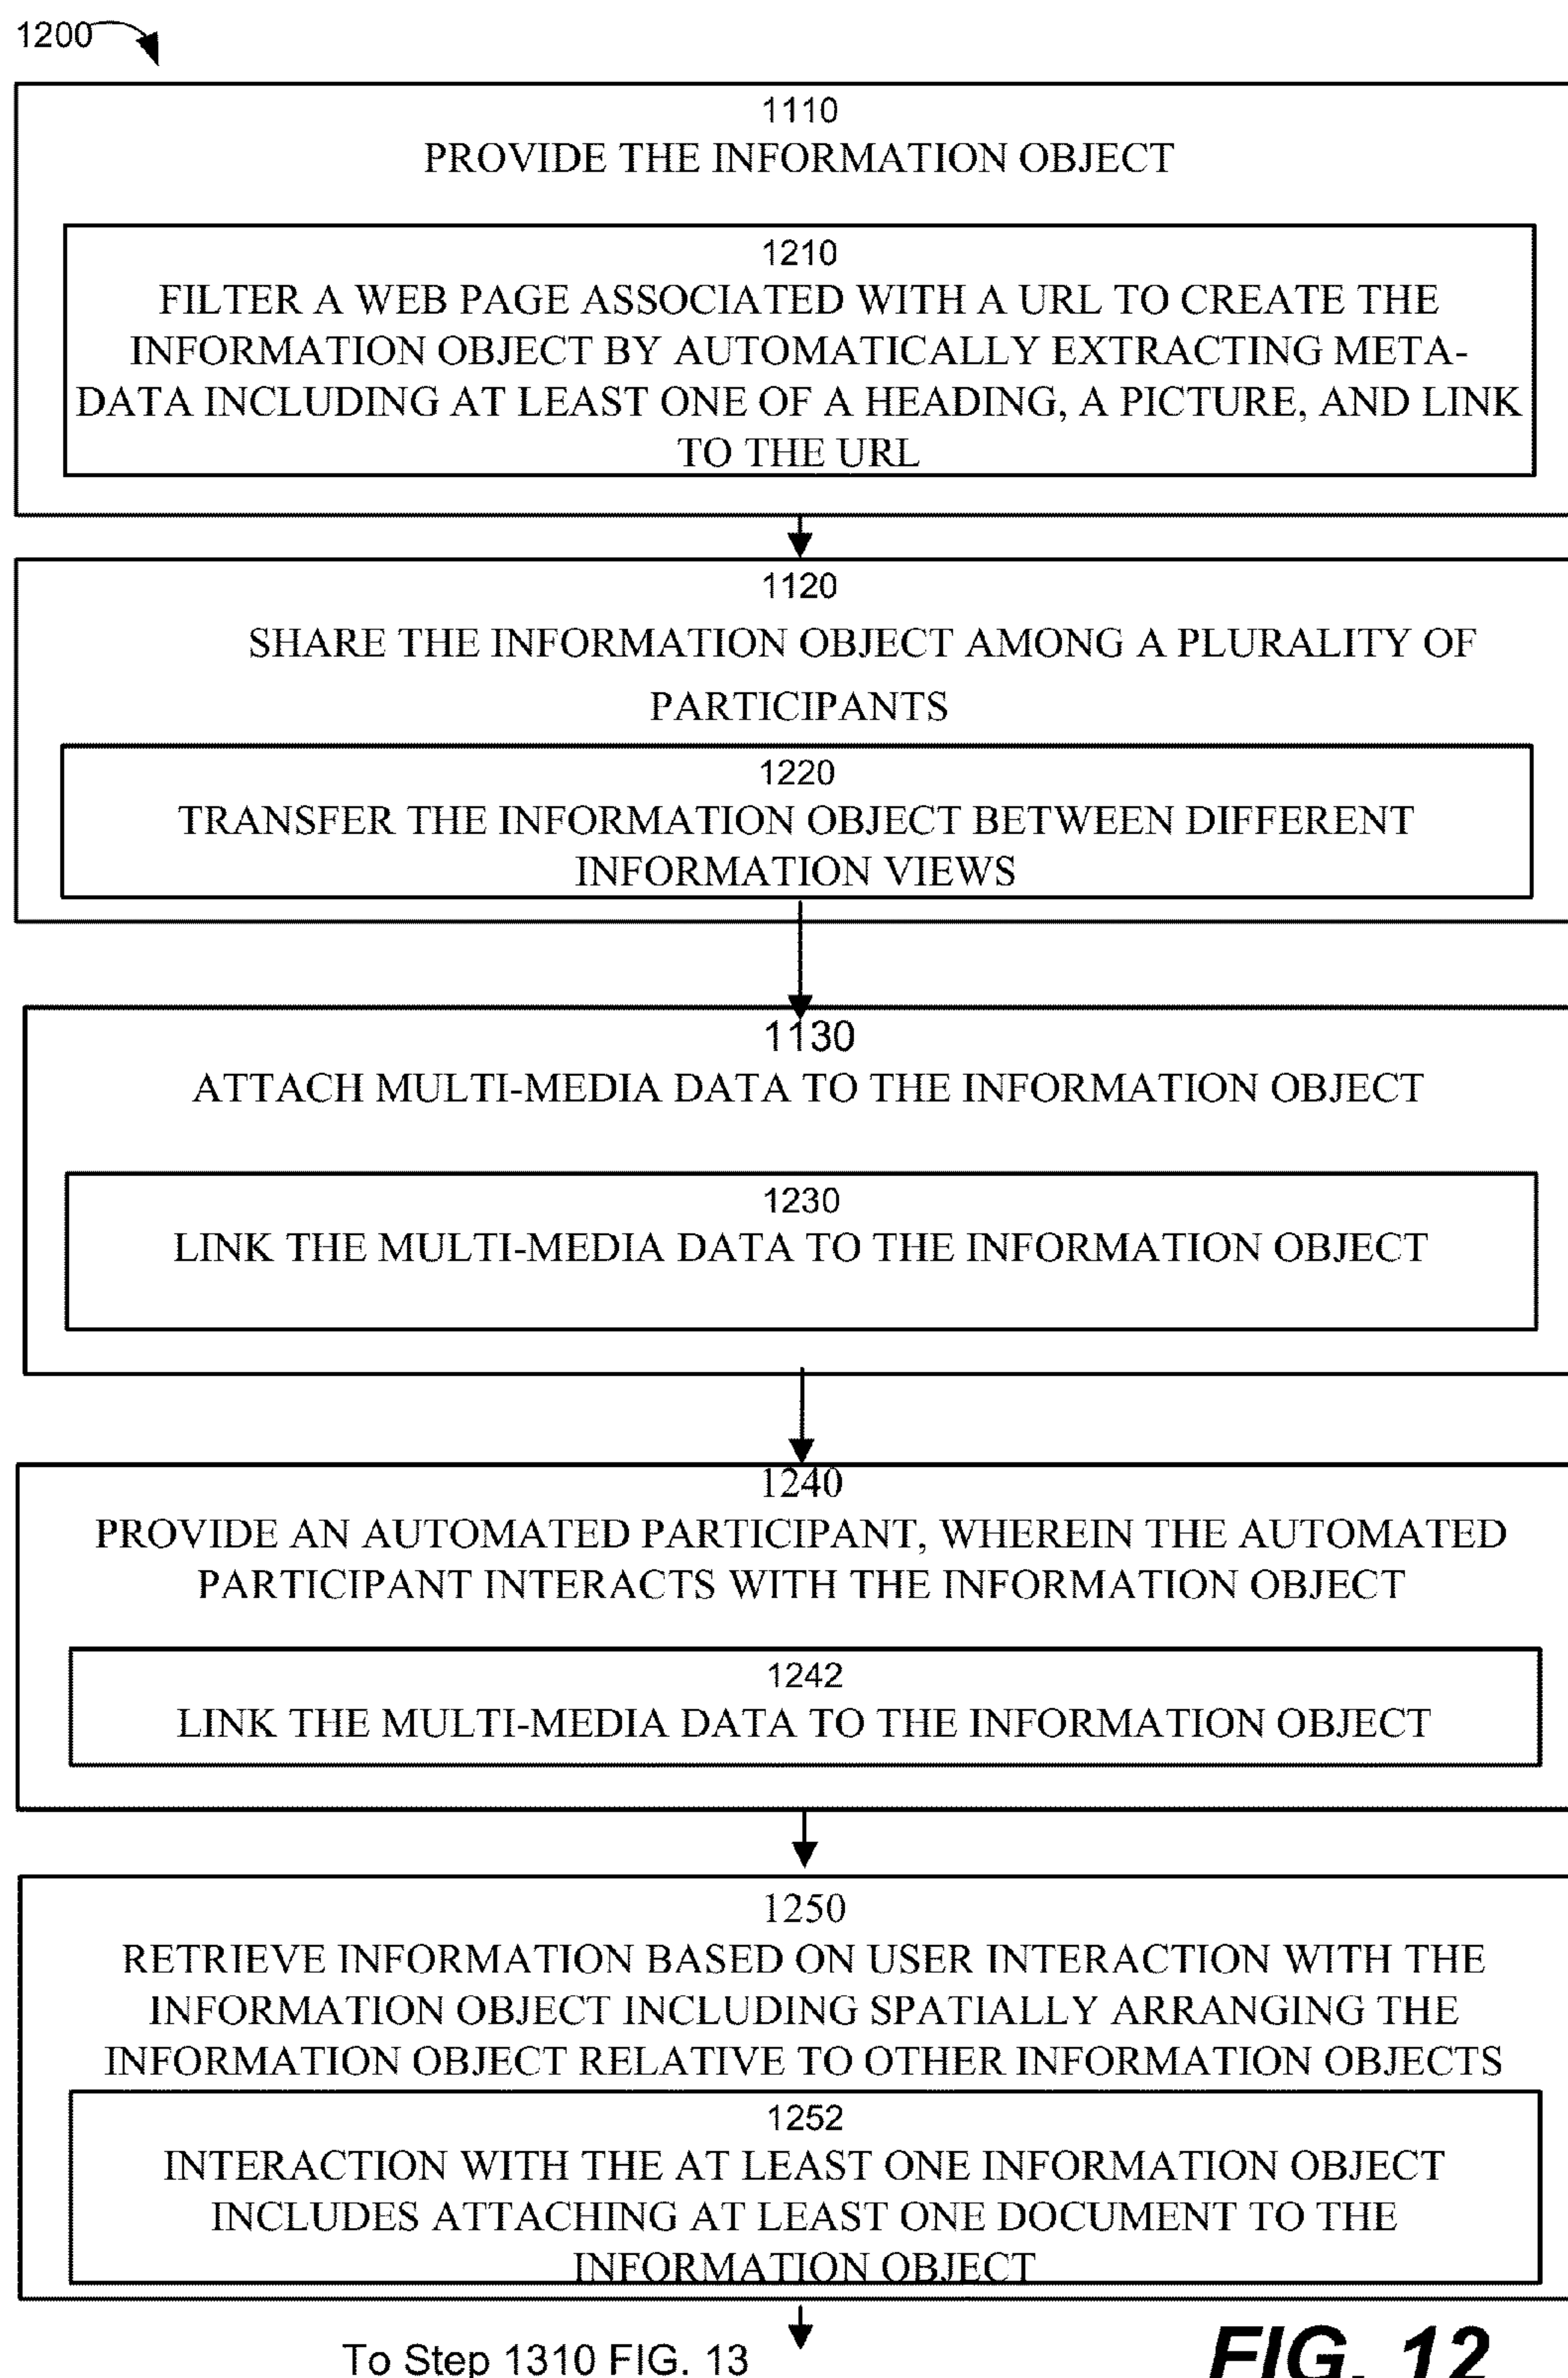 1200
1110
PROVIDE THE INFORMATION OBJECT
1210
FILTER A WEB PAGE ASSOCIATED WITH A URL TO CREATE THE
INFORMATION OBJECT BY AUTOMATICALLY EXTRACTING META-
DATA INCLUDING AT LEAST ONE OF A HEADING, A PICTURE, AND LINK
TO THE URL
1120
SHARE THE INFORMATION OBJECT AMONG A PLURALITY OF
PARTICIPANTS
1220
TRANSFER THE INFORMATION OBJECT BETWEEN DIFFERENT
INFORMATION VIEWS
1130
ATTACH MULTI-MEDIA DATA TO THE INFORMATION OBJECT
1230
LINK THE MULTI-MEDIA DATA TO THE INFORMATION OBJECT
1240
PROVIDE AN AUTOMATED PARTICIPANT, WHEREIN THE AUTOMATED
PARTICIPANT INTERACTS WITH THE INFORMATION OBJECT
1242
LINK THE MULTI-MEDIA DATA TO THE INFORMATION OBJECT
1250
RETRIEVE INFORMATION BASED ON USER INTERACTION WITH THE
INFORMATION OBJECT INCLUDING SPATIALLY ARRANGING THE
INFORMATION OBJECT RELATIVE TO OTHER INFORMATION OBJECTS
1252
INTERACTION WITH THE AT LEAST ONE INFORMATION OBJECT
INCLUDES ATTACHING AT LEAST ONE DOCUMENT TO THE
INFORMATION OBJECT
To Step 1310 FIG. 13
FIG. 12